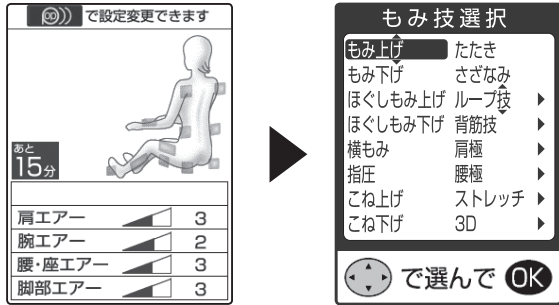 で設定変更できます
あと
15分
肩エアー 3
腕エアー 2
腰・座エアー 3
脚部エアー 3
もみ技選択
もみ上げ たたき
もみ下げ さざなみ
ほぐしもみ上げ ループ技
ほぐしもみ下げ 背筋技
横もみ 肩極
指圧 腰極
こね上げ ストレッチ
こね下げ 3D
で選んで OK